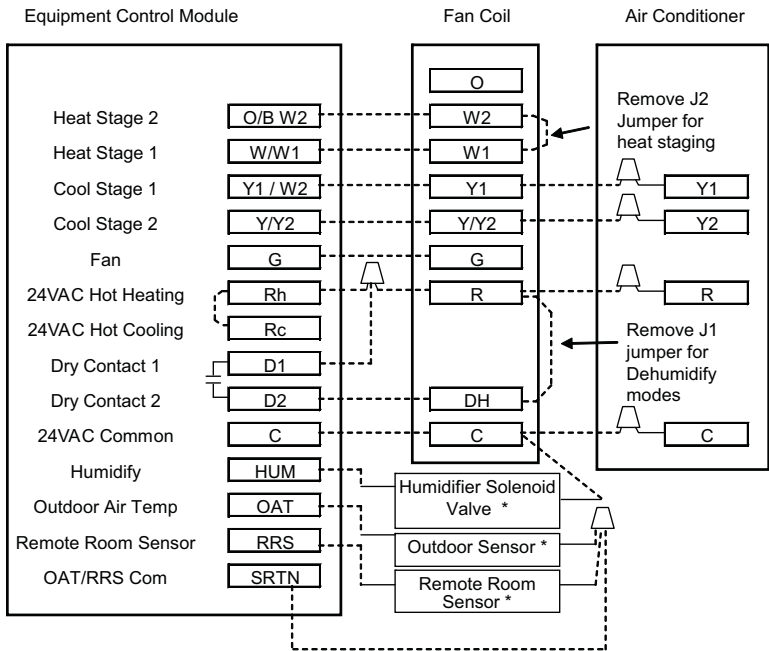 Equipment Control Module
Fan Coil
Air Conditioner
O
Heat Stage 2
O/B W2
W2
Remove J2
Jumper for
heat staging
Heat Stage 1
W/W1
W1
Cool Stage 1
Y1 / W2
Y1
Y1
Cool Stage 2
Y/Y2
Y/Y2
Y2
Fan
G
G
24VAC Hot Heating
Rh
R
R
24VAC Hot Cooling
Rc
Remove J1
jumper for
Dehumidify
modes
Dry Contact 1
D1
Dry Contact 2
D2
DH
24VAC Common
C
C
C
Humidify
HUM
Humidifier Solenoid
Valve *
Outdoor Air Temp
OAT
Outdoor Sensor *
Remote Room Sensor
RRS
Remote Room
Sensor *
OAT/RRS Com
SRTN